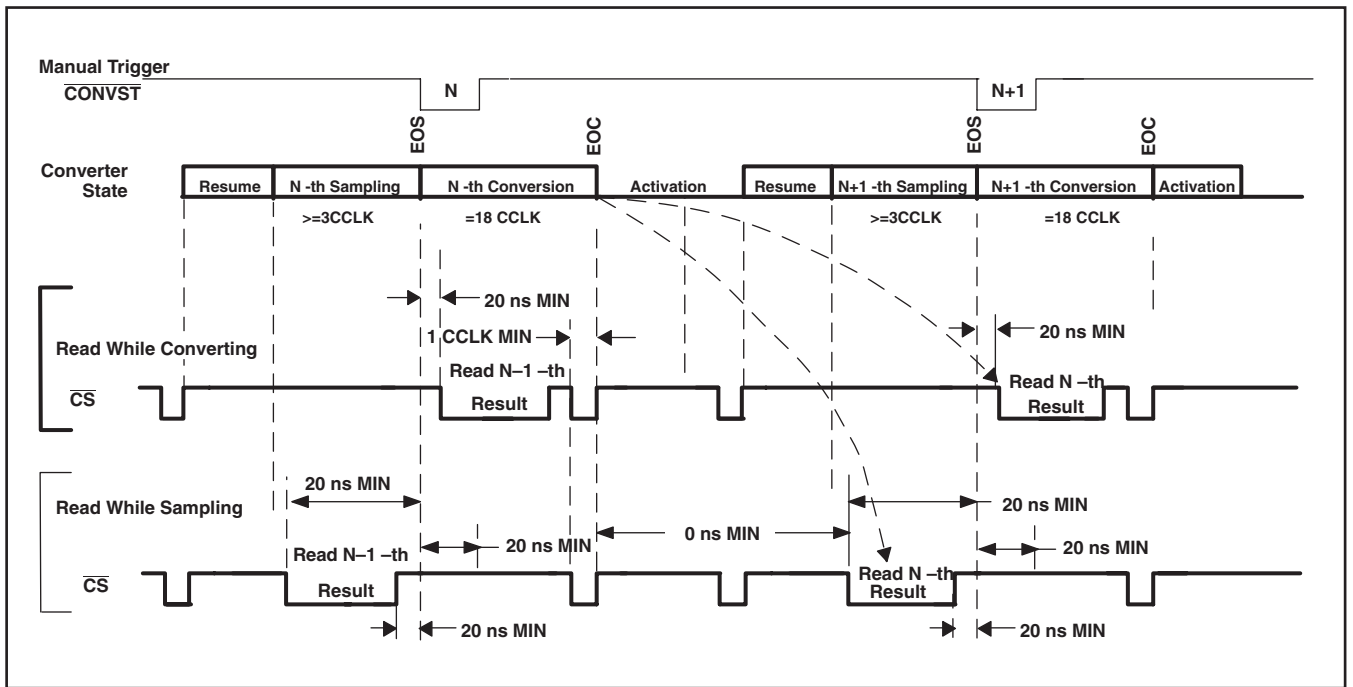 Manual Trigger
CONVST
N
N+1
EOS
EOC
EOS
EOC
Converter
State
Resume
N -th Sampling
N -th Conversion
Activation
Resume
N+1 -th Sampling
N+1 -th Conversion
Activation
>=3CCLK
=18 CCLK
>=3CCLK
=18 CCLK
20 ns MIN
1 CCLK MIN
20 ns MIN
Read While Converting
Read N–1 –th
Result
Read N –th
Result
CS
20 ns MIN
20 ns MIN
Read While Sampling
20 ns MIN
0 ns MIN
20 ns MIN
Read N–1 –th
Result
Read N –th
Result
CS
20 ns MIN
20 ns MIN